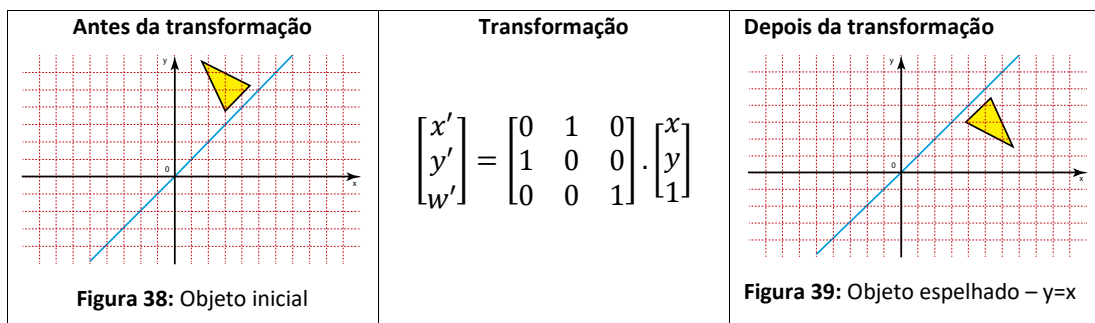 Antes da transformação
y
0
x
Figura 38: Objeto inicial
Transformação
[x' y' w'] = [0 1 0 1 0 0 0 0 1] . [x y 1]
Depois da transformação
y
0
x
Figura 39: Objeto espelhado – y=x